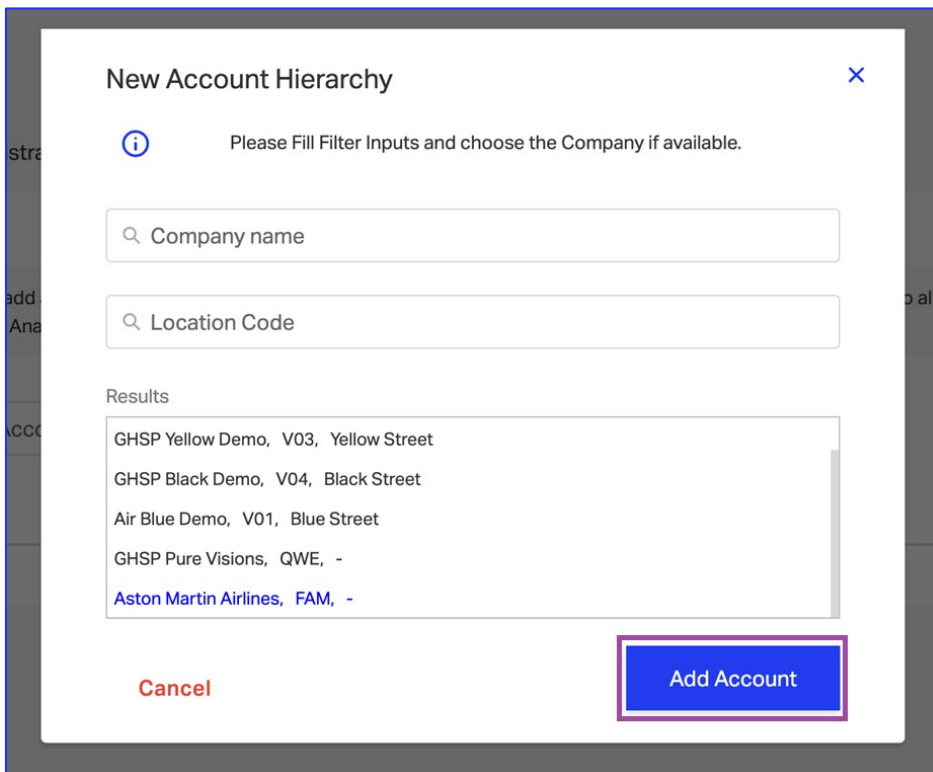 New Account Hierarchy
Please Fill Filter Inputs and choose the Company if available.
Company name
Location Code
Results
GHSP Yellow Demo, V03, Yellow Street
GHSP Black Demo, V04, Black Street
Air Blue Demo, V01, Blue Street
GHSP Pure Visions, QWE, -
Aston Martin Airlines, FAM, -
Cancel
Add Account